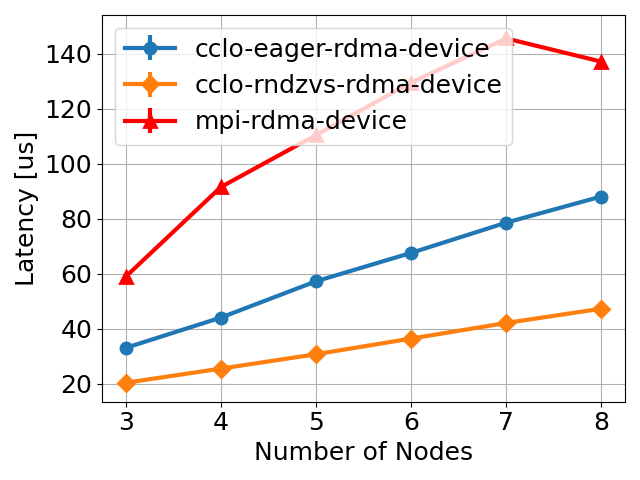 cclo-eager-rdma-device
cclo-rndzvs-rdma-device
mpi-rdma-device
140
120
100
80
60
40
20
Latency [us]
3 4 5 6 7 8
Number of Nodes